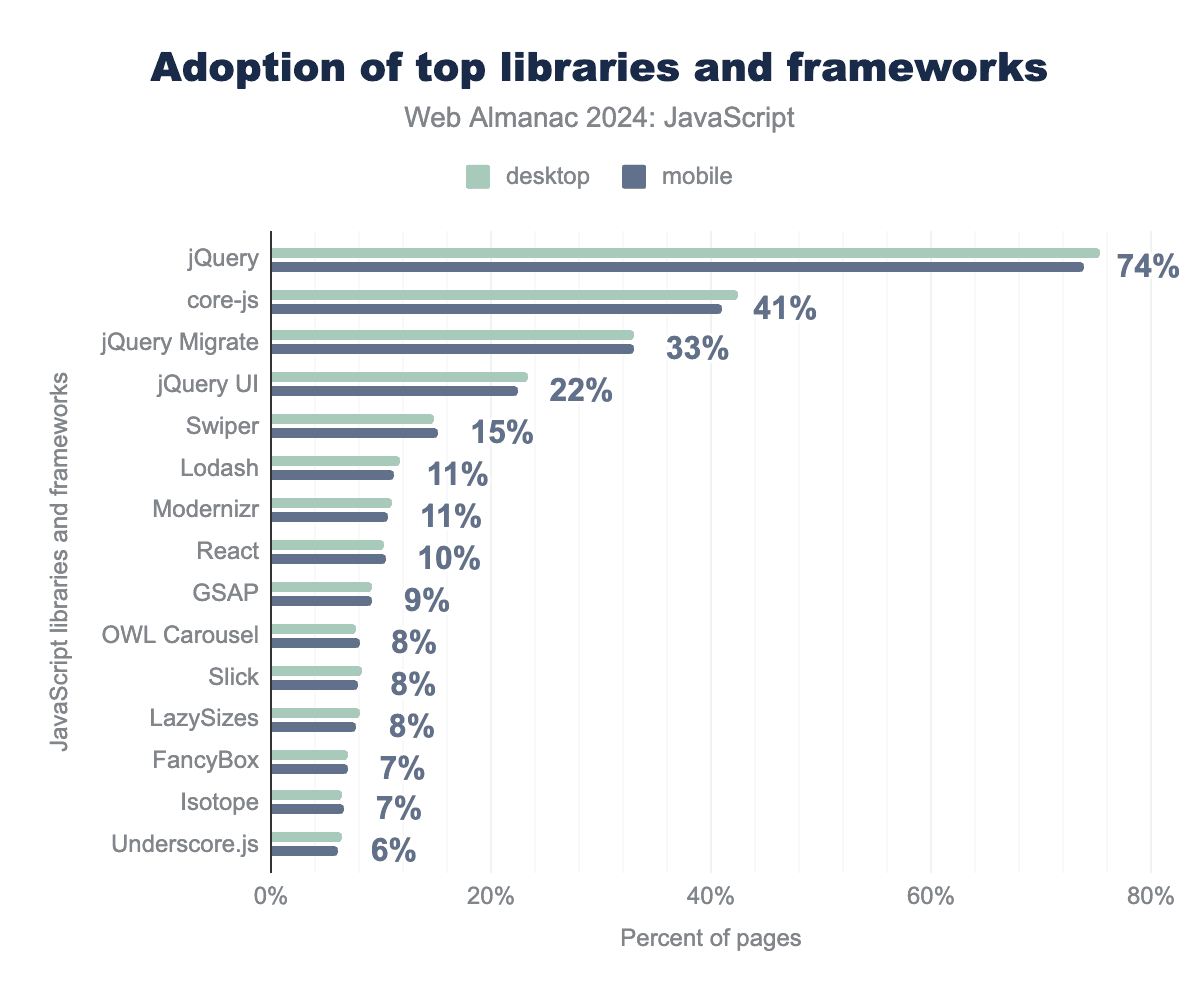 Adoption of top libraries and frameworks
Web Almanac 2024: JavaScript
desktop mobile
JavaScript libraries and frameworks
jQuery 74%
core-js 41%
jQuery Migrate 33%
jQuery UI 22%
Swiper 15%
Lodash 11%
Modernizr 11%
React 10%
GSAP 9%
OWL Carousel 8%
Slick 8%
LazySizes 8%
FancyBox 7%
Isotope 7%
Underscore.js 6%
0% 20% 40% 60% 80%
Percent of pages